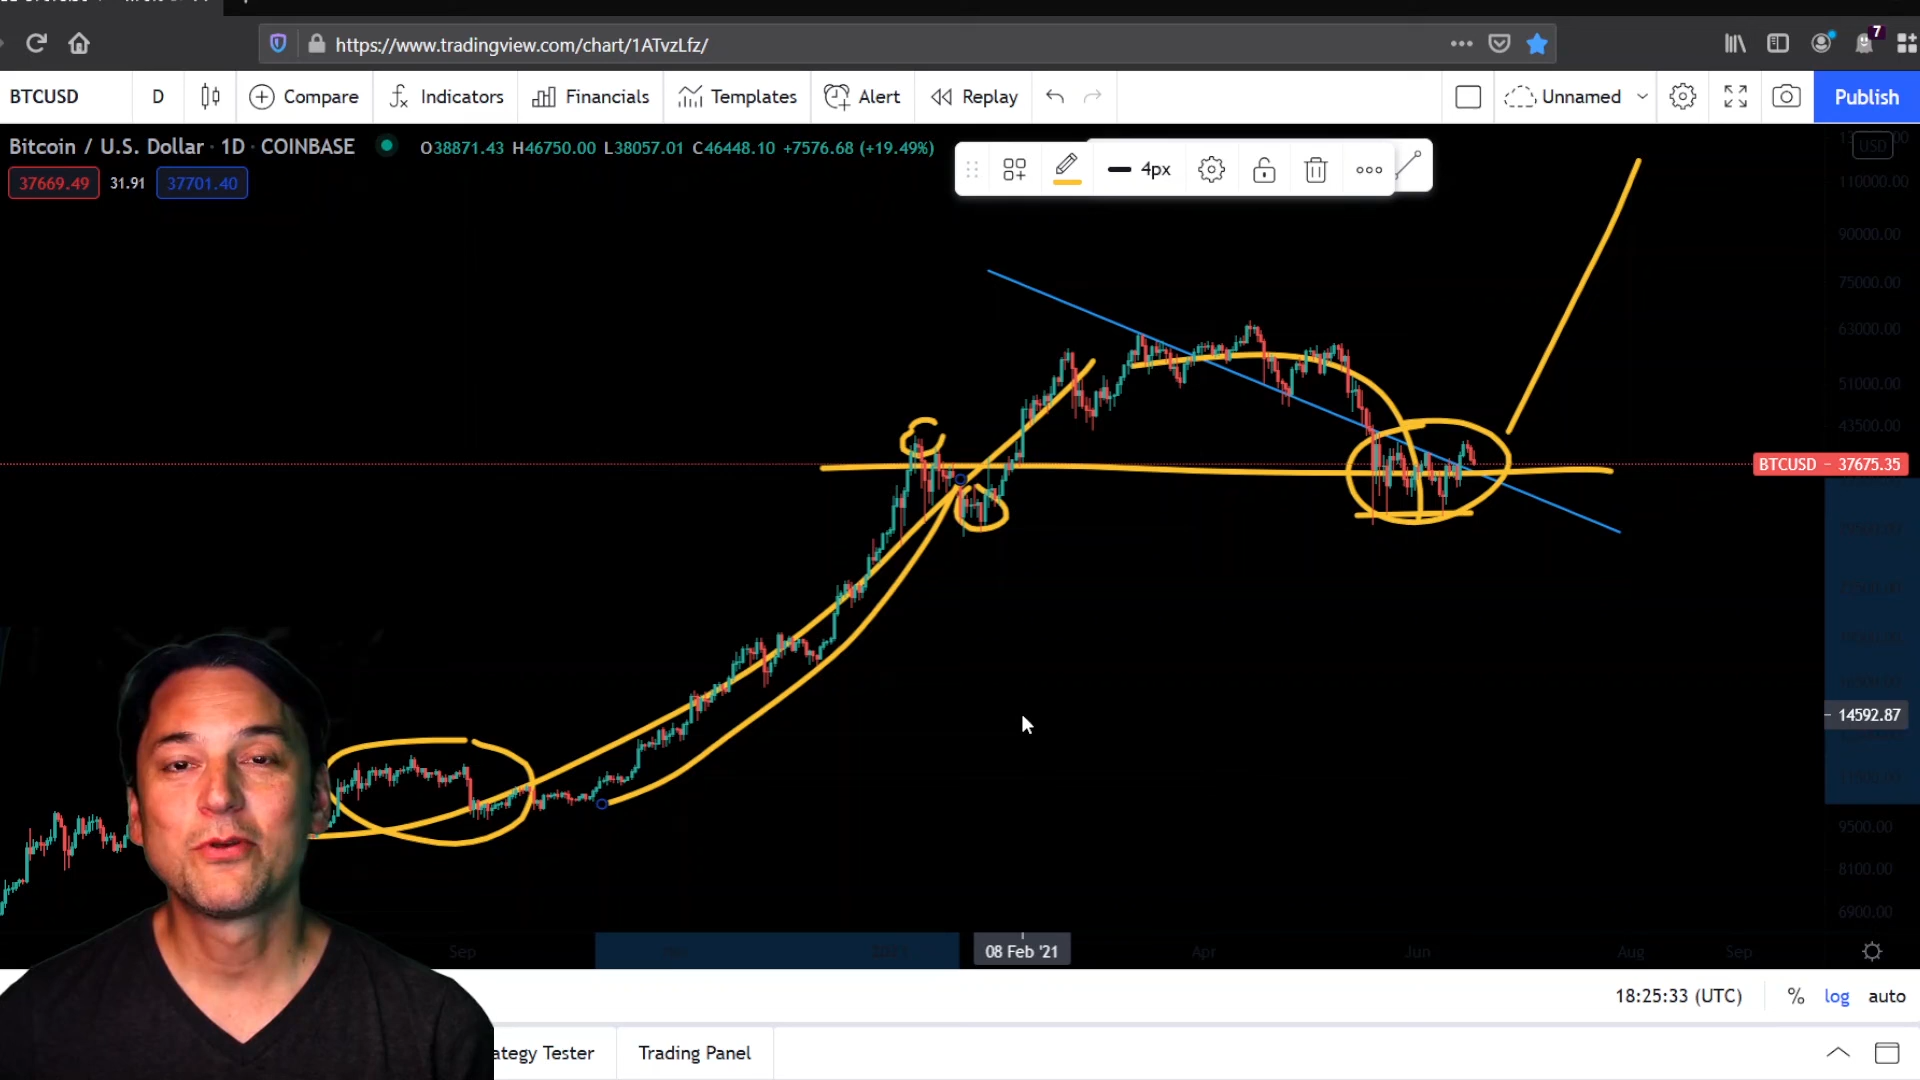 https://www.tradingview.com/chart/1ATvzLfz/
7
BTCUSD D Compare Indicators Financials Templates Alert Replay Unnamed Publish
Bitcoin / U.S. Dollar · 1D · COINBASE O38871.43 H46750.00 L38057.01 C46448.10 +7576.68 (+19.49%)
4px
USD
37669.49 31.91 37701.40
110000.00
90000.00
75000.00
63000.00
51000.00
43500.00
BTCUSD - 37675.35
14592.87
9500.00
8100.00
6900.00
Sep 08 Feb '21 Apr Jun Aug Sep
18:25:33 (UTC) % log auto
ategy Tester Trading Panel